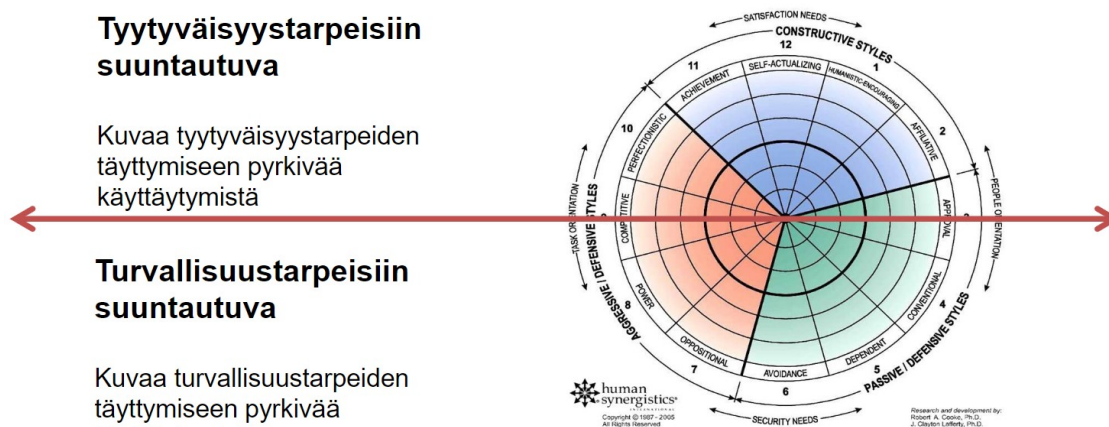 Tyytyväisyystarpeisiin
suuntautuva
Kuvaa tyytyväisyystarpeiden
täyttymiseen pyrkivää
käyttäytymistä
Turvallisuustarpeisiin
suuntautuva
Kuvaa turvallisuustarpeiden
täyttymiseen pyrkivää
SATISFACTION NEEDS
CONSTRUCTIVE STYLES
12
11
1
SELF-ACTUALIZING
ACHIEVEMENT
HUMANISTIC-ENCOURAGING
10
2
PERFECTIONISTIC
AFFILIATIVE
TASK ORIENTATION
COMPETITIVE
APPROVAL
PEOPLE ORIENTATION
AGGRESSIVE / DEFENSIVE STYLES
8
POWER
CONVENTIONAL
4
OPPOSITIONAL
DEPENDENT
7
AVOIDANCE
5
6
PASSIVE / DEFENSIVE STYLES
SECURITY NEEDS
human
synergistics®
INTERNATIONAL
Copyright © 1987 - 2005
All Rights Reserved
Research and development by:
Robert A. Cooke, Ph.D.
J. Clayton Lafferty, Ph.D.